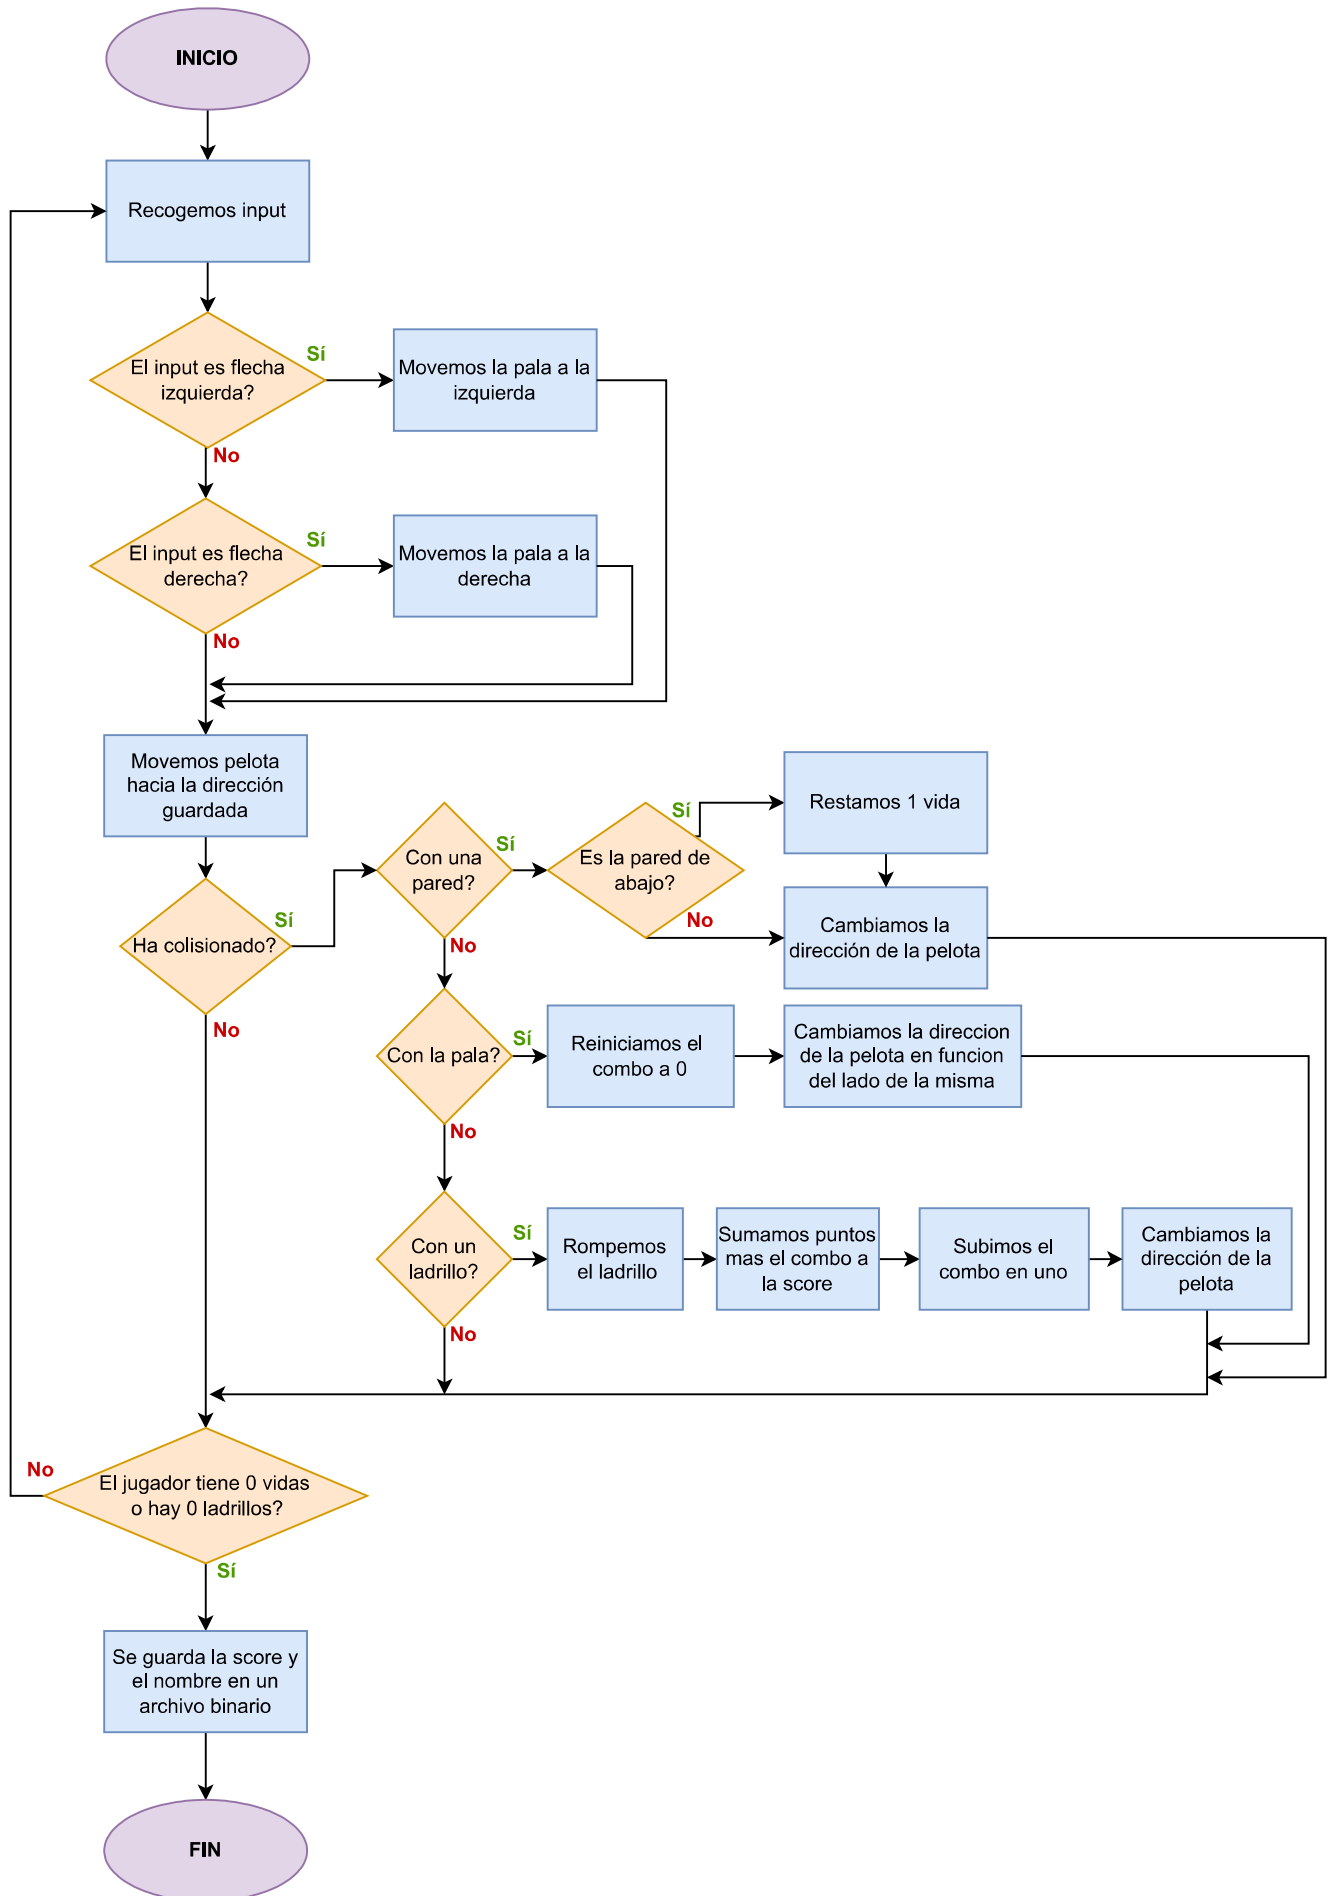 INICIO
Recogemos input
El input es flecha
izquierda?
Sí
Movemos la pala a la
izquierda
No
El input es flecha
derecha?
Sí
Movemos la pala a la
derecha
No
Movemos pelota
hacia la dirección
guardada
Ha colisionado?
Sí
No
Con una
pared?
Sí
No
Es la pared de
abajo?
Sí
No
Restamos 1 vida
Cambiamos la
dirección de la pelota
Con la pala?
Sí
No
Reiniciamos el
combo a 0
Cambiamos la direccion
de la pelota en funcion
del lado de la misma
Con un
ladrillo?
Sí
No
Rompemos
el ladrillo
Sumamos puntos
mas el combo a
la score
Subimos el
combo en uno
Cambiamos la
dirección de la
pelota
El jugador tiene 0 vidas
o hay 0 ladrillos?
No
Sí
Se guarda la score y
el nombre en un
archivo binario
FIN